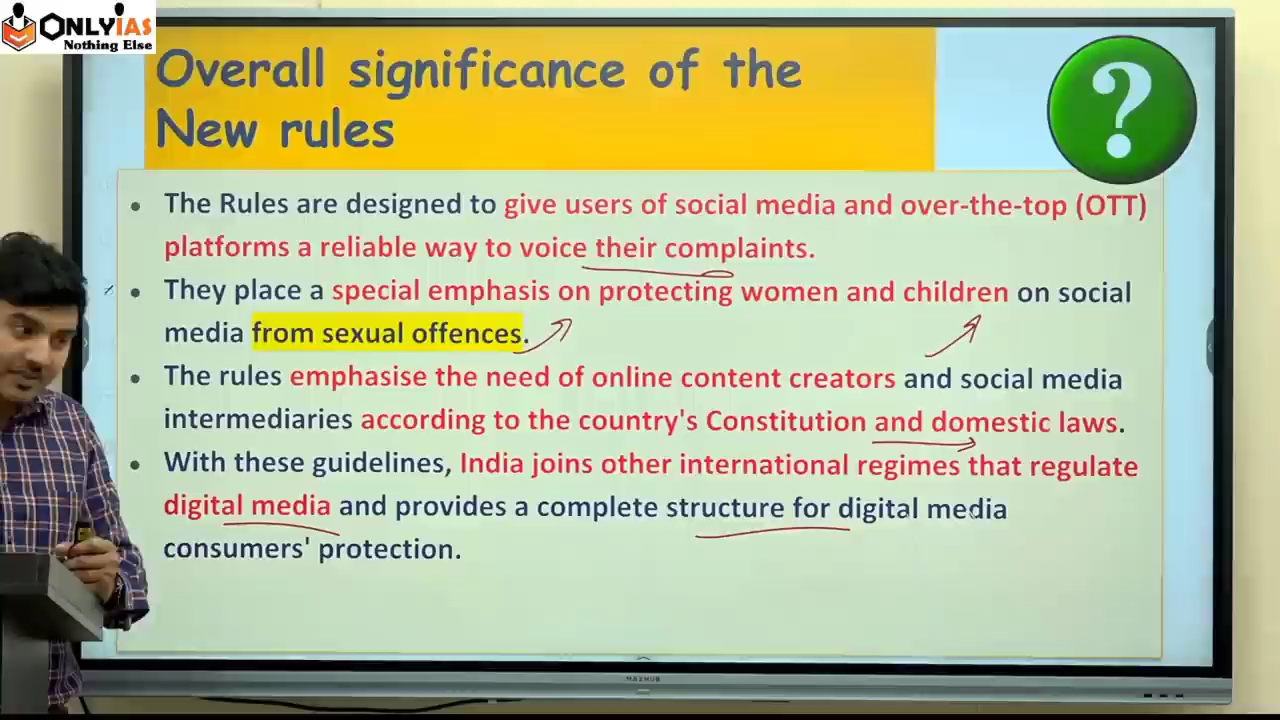 ONLYIAS
Nothing Else
Overall significance of the
New rules
?
• The Rules are designed to give users of social media and over-the-top (OTT)
platforms a reliable way to voice their complaints.
• They place a special emphasis on protecting women and children on social
media from sexual offences.
• The rules emphasise the need of online content creators and social media
intermediaries according to the country's Constitution and domestic laws.
• With these guidelines, India joins other international regimes that regulate
digital media and provides a complete structure for digital media
consumers' protection.
MAXHUB